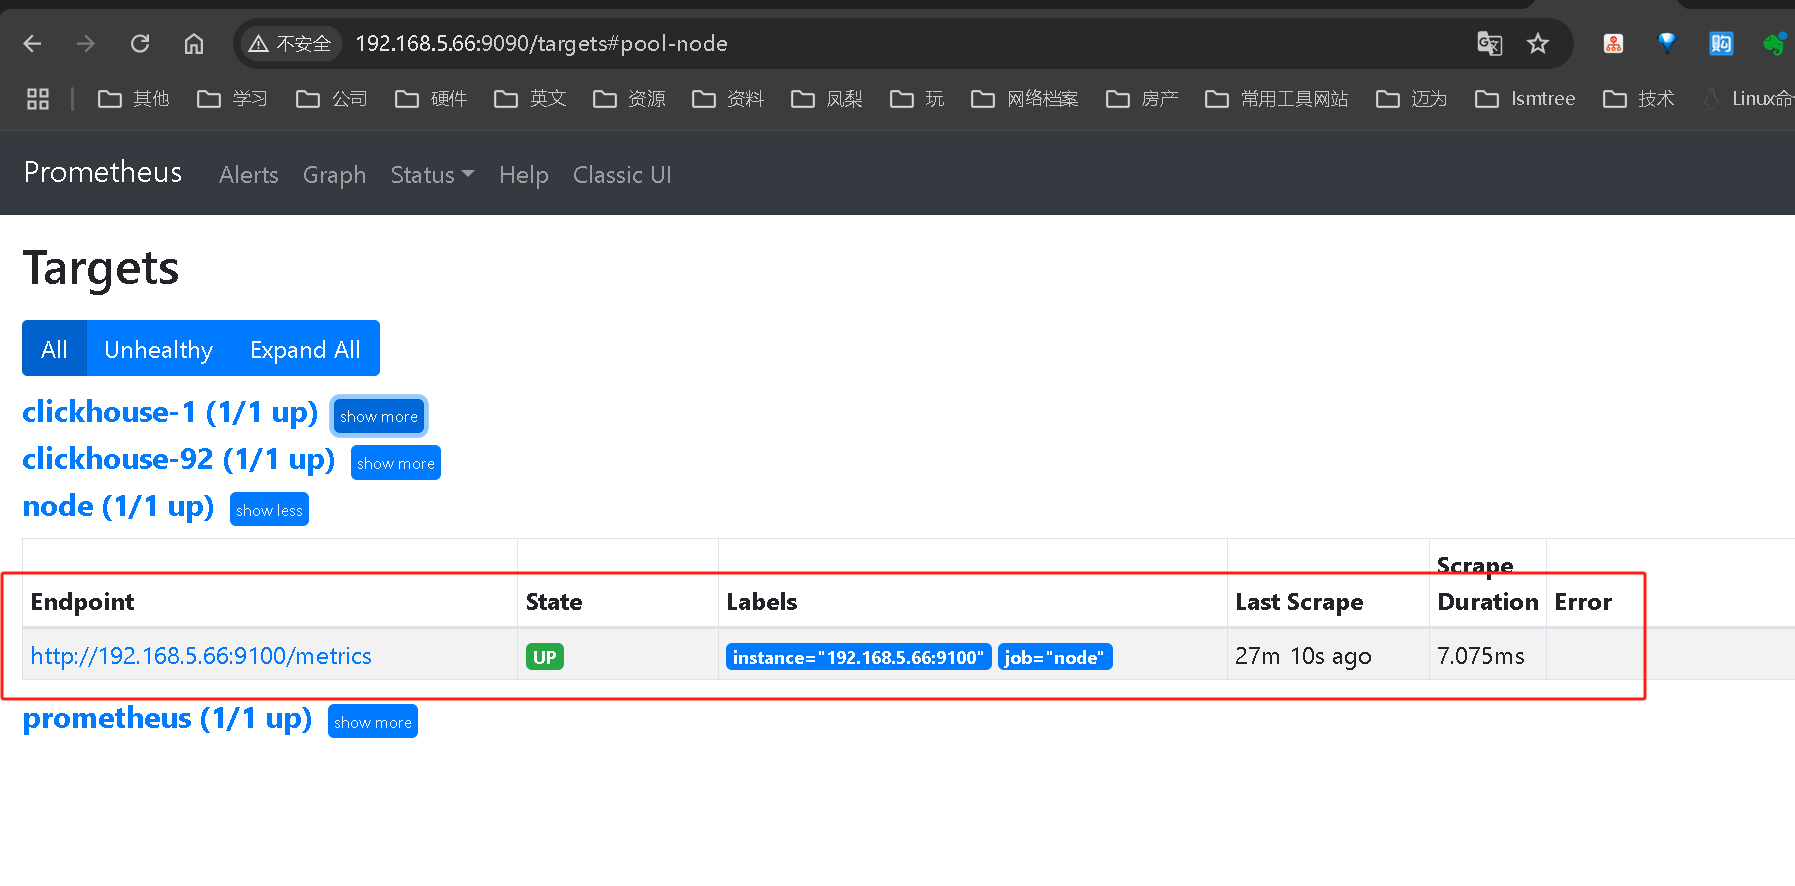 不安全 192.168.5.66:9090/targets#pool-node
其他 学习 公司 硬件 英文 资源 资料 凤梨 玩 网络档案 房产 常用工具网站 迈为 lsmtree 技术 Linux命
Prometheus Alerts Graph Status Help Classic UI
Targets
All Unhealthy Expand All
clickhouse-1 (1/1 up) show more
clickhouse-92 (1/1 up) show more
node (1/1 up) show less
Endpoint State Labels Last Scrape Scrape Duration Error
http://192.168.5.66:9100/metrics UP instance="192.168.5.66:9100" job="node" 27m 10s ago 7.075ms
prometheus (1/1 up) show more